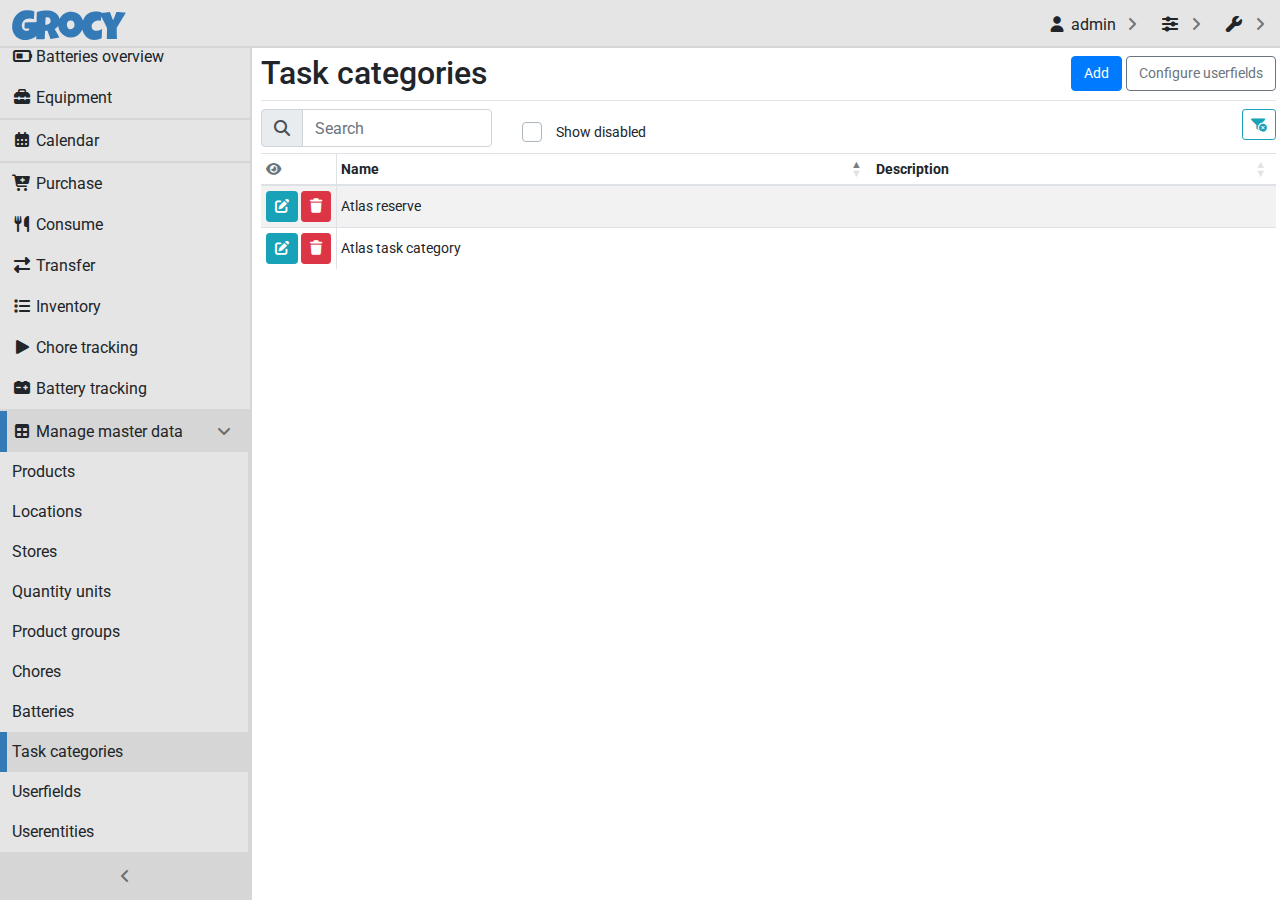 GROCY
admin
Batteries overview
Equipment
Calendar
Purchase
Consume
Transfer
Inventory
Chore tracking
Battery tracking
Manage master data
Products
Locations
Stores
Quantity units
Product groups
Chores
Batteries
Task categories
Userfields
Userentities
Task categories
Add
Configure userfields
Search
Show disabled
Name
Description
Atlas reserve
Atlas task category